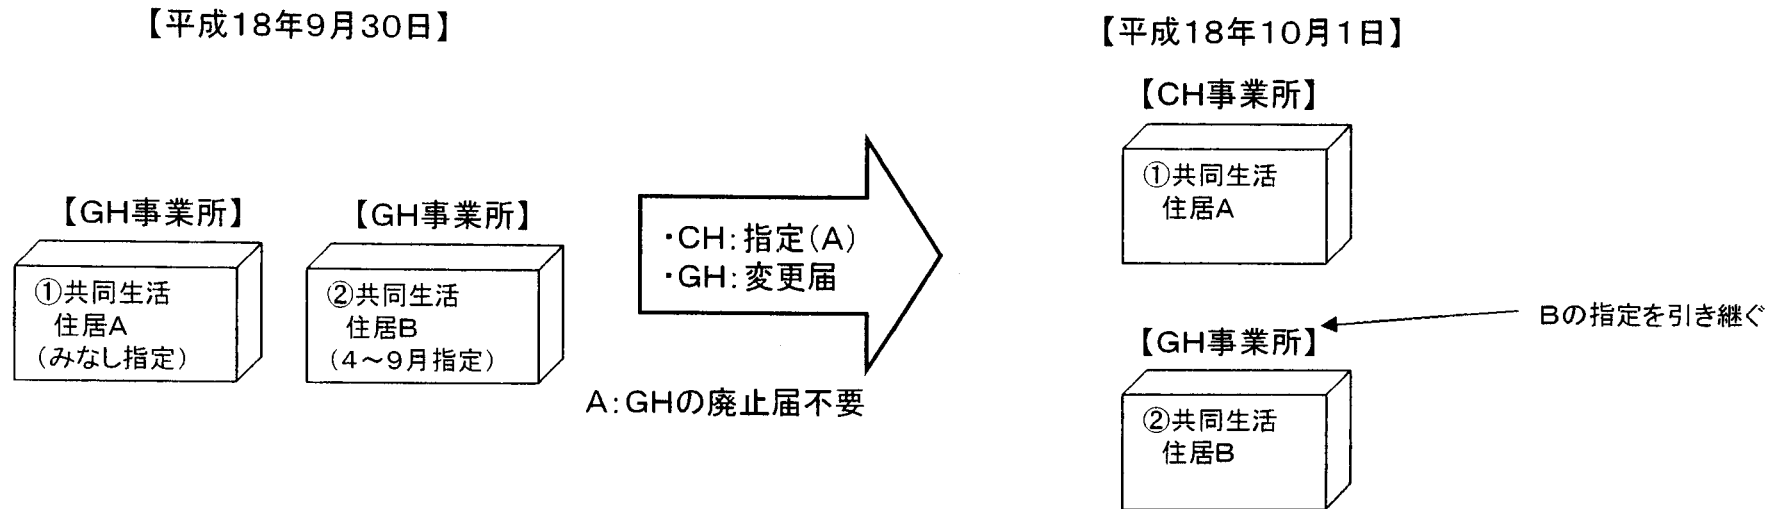 【平成18年9月30日】
【GH事業所】
①共同生活
住居A
(みなし指定)
【GH事業所】
②共同生活
住居B
(4～9月指定)
・CH:指定(A)
・GH:変更届
A:GHの廃止届不要
【平成18年10月1日】
【CH事業所】
①共同生活
住居A
【GH事業所】
Bの指定を引き継ぐ
②共同生活
住居B